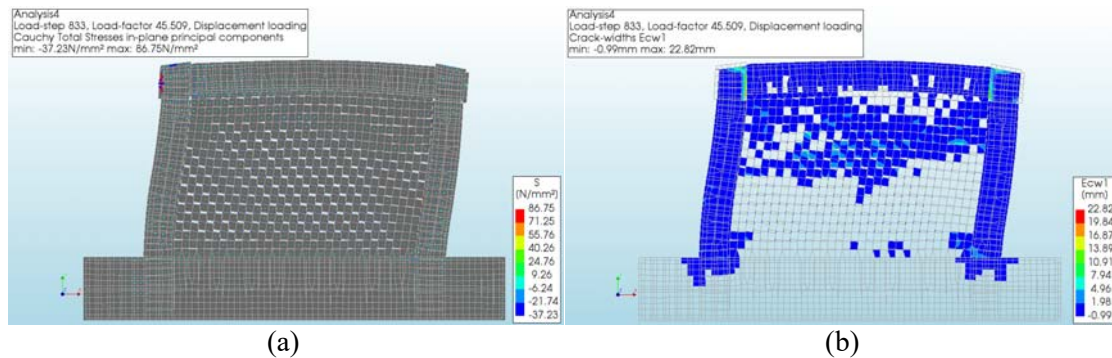 Analysis4
Load-step 833, Load-factor 45.509, Displacement loading
Cauchy Total Stresses in-plane principal components
min: -37.23N/mm² max: 86.75N/mm²
S
(N/mm²)
86.75
71.25
55.76
40.26
24.76
9.26
-6.24
-21.74
-37.23
(a)
Analysis4
Load-step 833, Load-factor 45.509, Displacement loading
Crack-widths Ecw1
min: -0.99mm max: 22.82mm
Ecw1
(mm)
22.82
19.84
16.87
13.89
10.91
7.94
4.96
1.98
-0.99
(b)